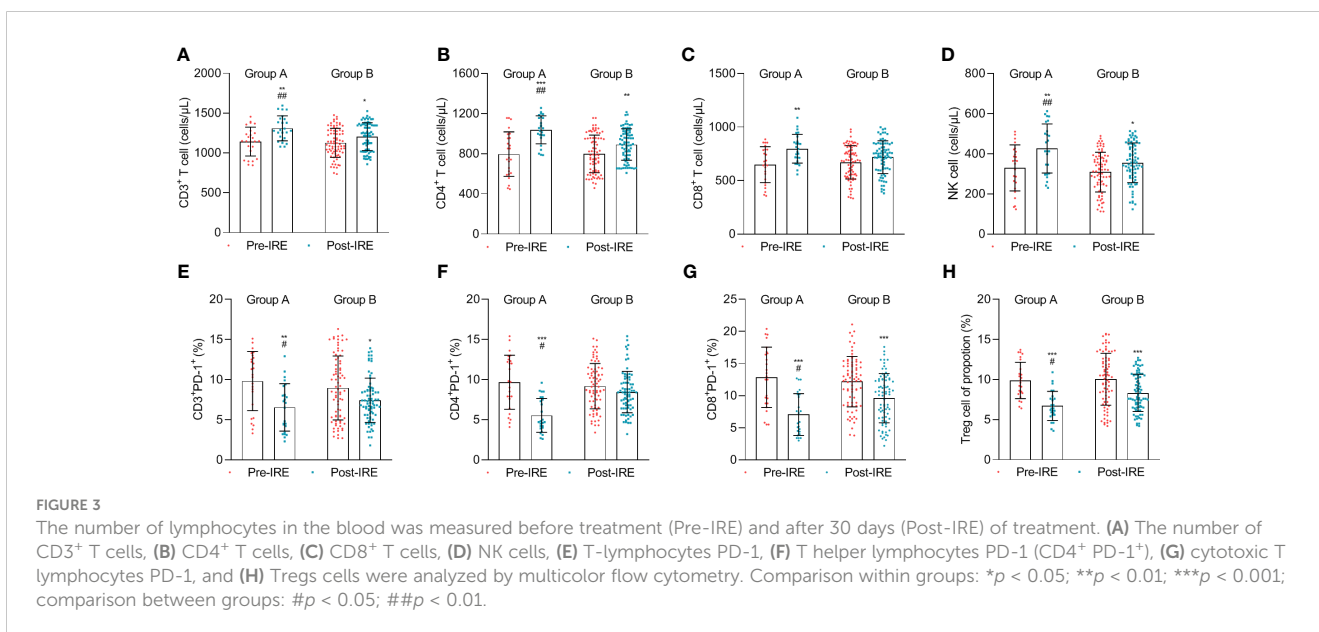 A
Group A
Group B
**
##
*
2000
1500
1000
500
0
CD3⁺ T cell (cells/μL)
Pre-IRE
Post-IRE
B
Group A
Group B
***
##
**
1600
1200
800
400
0
CD4⁺ T cell (cells/μL)
Pre-IRE
Post-IRE
C
Group A
Group B
**
1500
1000
500
0
CD8⁺ T cell (cells/μL)
Pre-IRE
Post-IRE
D
Group A
Group B
**
##
*
800
600
400
200
0
NK cell (cells/μL)
Pre-IRE
Post-IRE
E
Group A
Group B
**
#
*
20
15
10
5
0
CD3⁺PD-1⁺ (%)
Pre-IRE
Post-IRE
F
Group A
Group B
***
#
20
15
10
5
0
CD4⁺PD-1⁺ (%)
Pre-IRE
Post-IRE
G
Group A
Group B
***
#
***
25
20
15
10
5
0
CD8⁺PD-1⁺ (%)
Pre-IRE
Post-IRE
H
Group A
Group B
***
#
***
20
15
10
5
0
Treg cell of propotion (%)
Pre-IRE
Post-IRE
FIGURE 3
The number of lymphocytes in the blood was measured before treatment (Pre-IRE) and after 30 days (Post-IRE) of treatment. (A) The number of
CD3⁺ T cells, (B) CD4⁺ T cells, (C) CD8⁺ T cells, (D) NK cells, (E) T-lymphocytes PD-1, (F) T helper lymphocytes PD-1 (CD4⁺ PD-1⁺), (G) cytotoxic T
lymphocytes PD-1, and (H) Tregs cells were analyzed by multicolor flow cytometry. Comparison within groups: *p < 0.05; **p < 0.01; ***p < 0.001;
comparison between groups: #p < 0.05; ##p < 0.01.